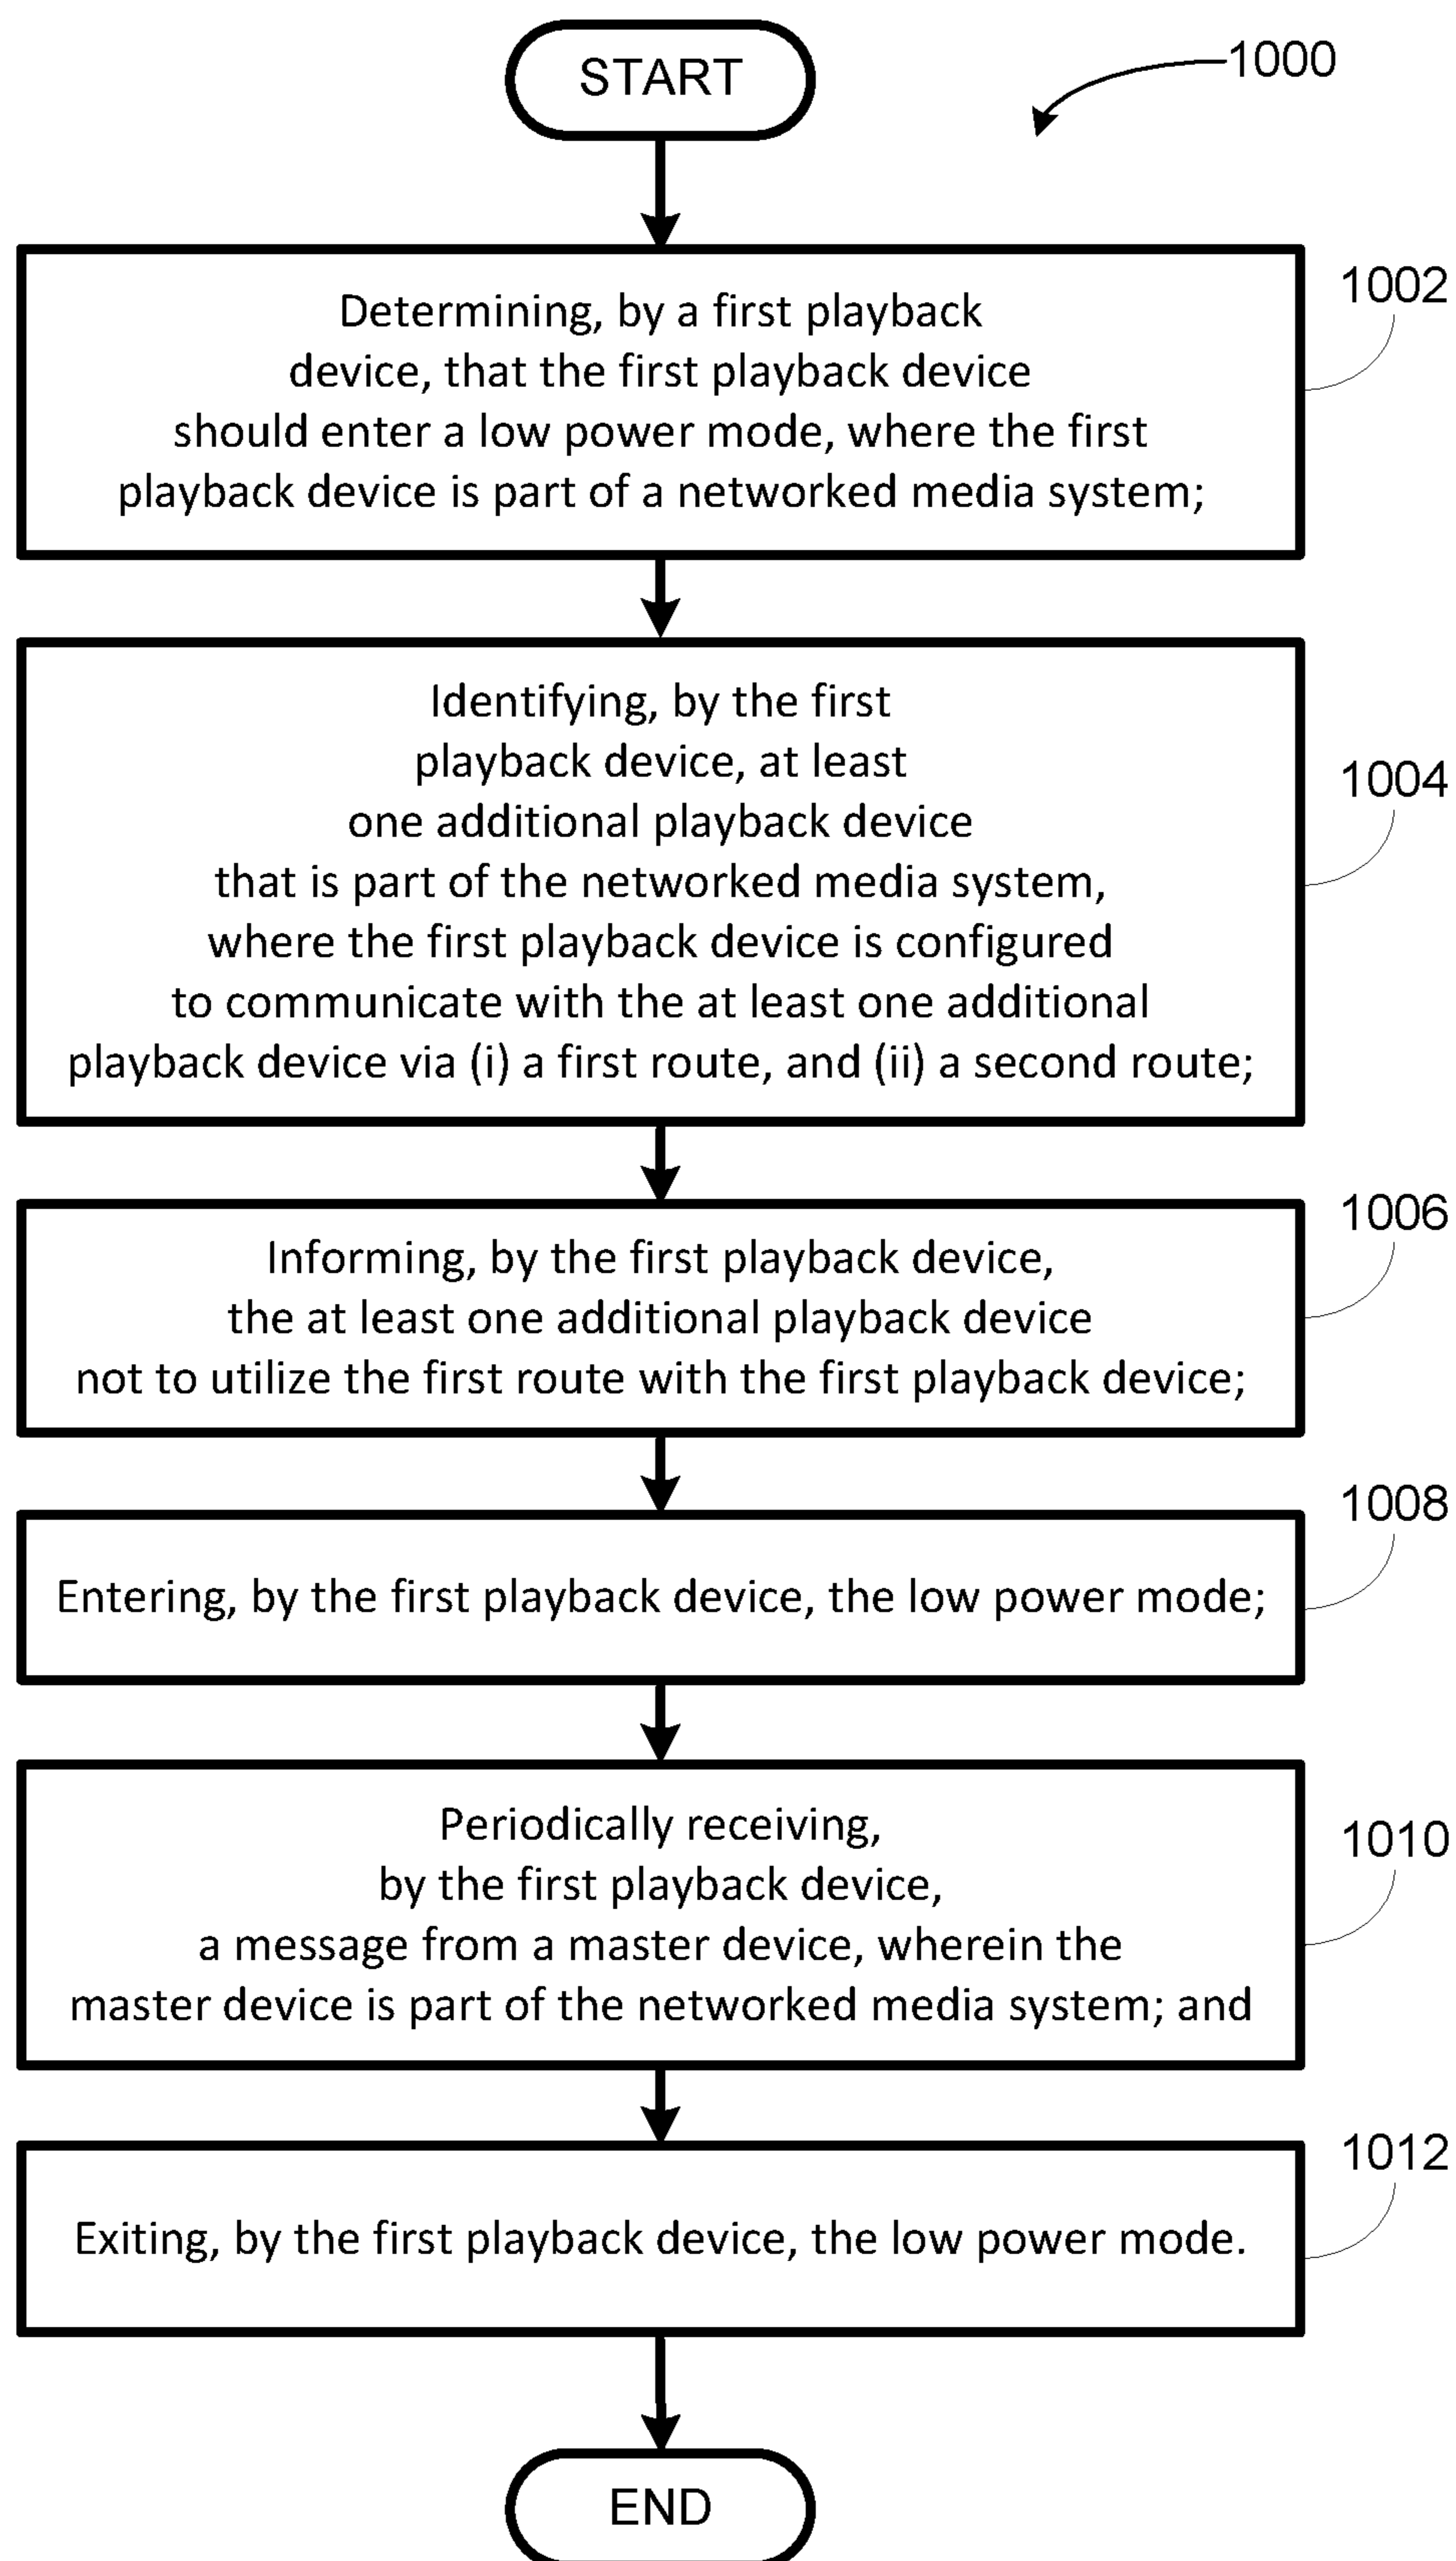 START
1000
Determining, by a first playback
device, that the first playback device
should enter a low power mode, where the first
playback device is part of a networked media system;
1002
Identifying, by the first
playback device, at least
one additional playback device
that is part of the networked media system,
where the first playback device is configured
to communicate with the at least one additional
playback device via (i) a first route, and (ii) a second route;
1004
Informing, by the first playback device,
the at least one additional playback device
not to utilize the first route with the first playback device;
1006
Entering, by the first playback device, the low power mode;
1008
Periodically receiving,
by the first playback device,
a message from a master device, wherein the
master device is part of the networked media system; and
1010
Exiting, by the first playback device, the low power mode.
1012
END